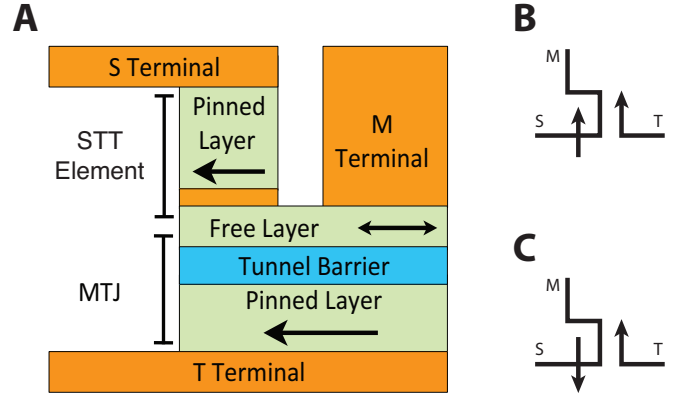 A
S Terminal
Pinned
Layer
M
Terminal
STT
Element
Free Layer
Tunnel Barrier
MTJ
Pinned Layer
T Terminal
B
M
S
T
C
M
S
T